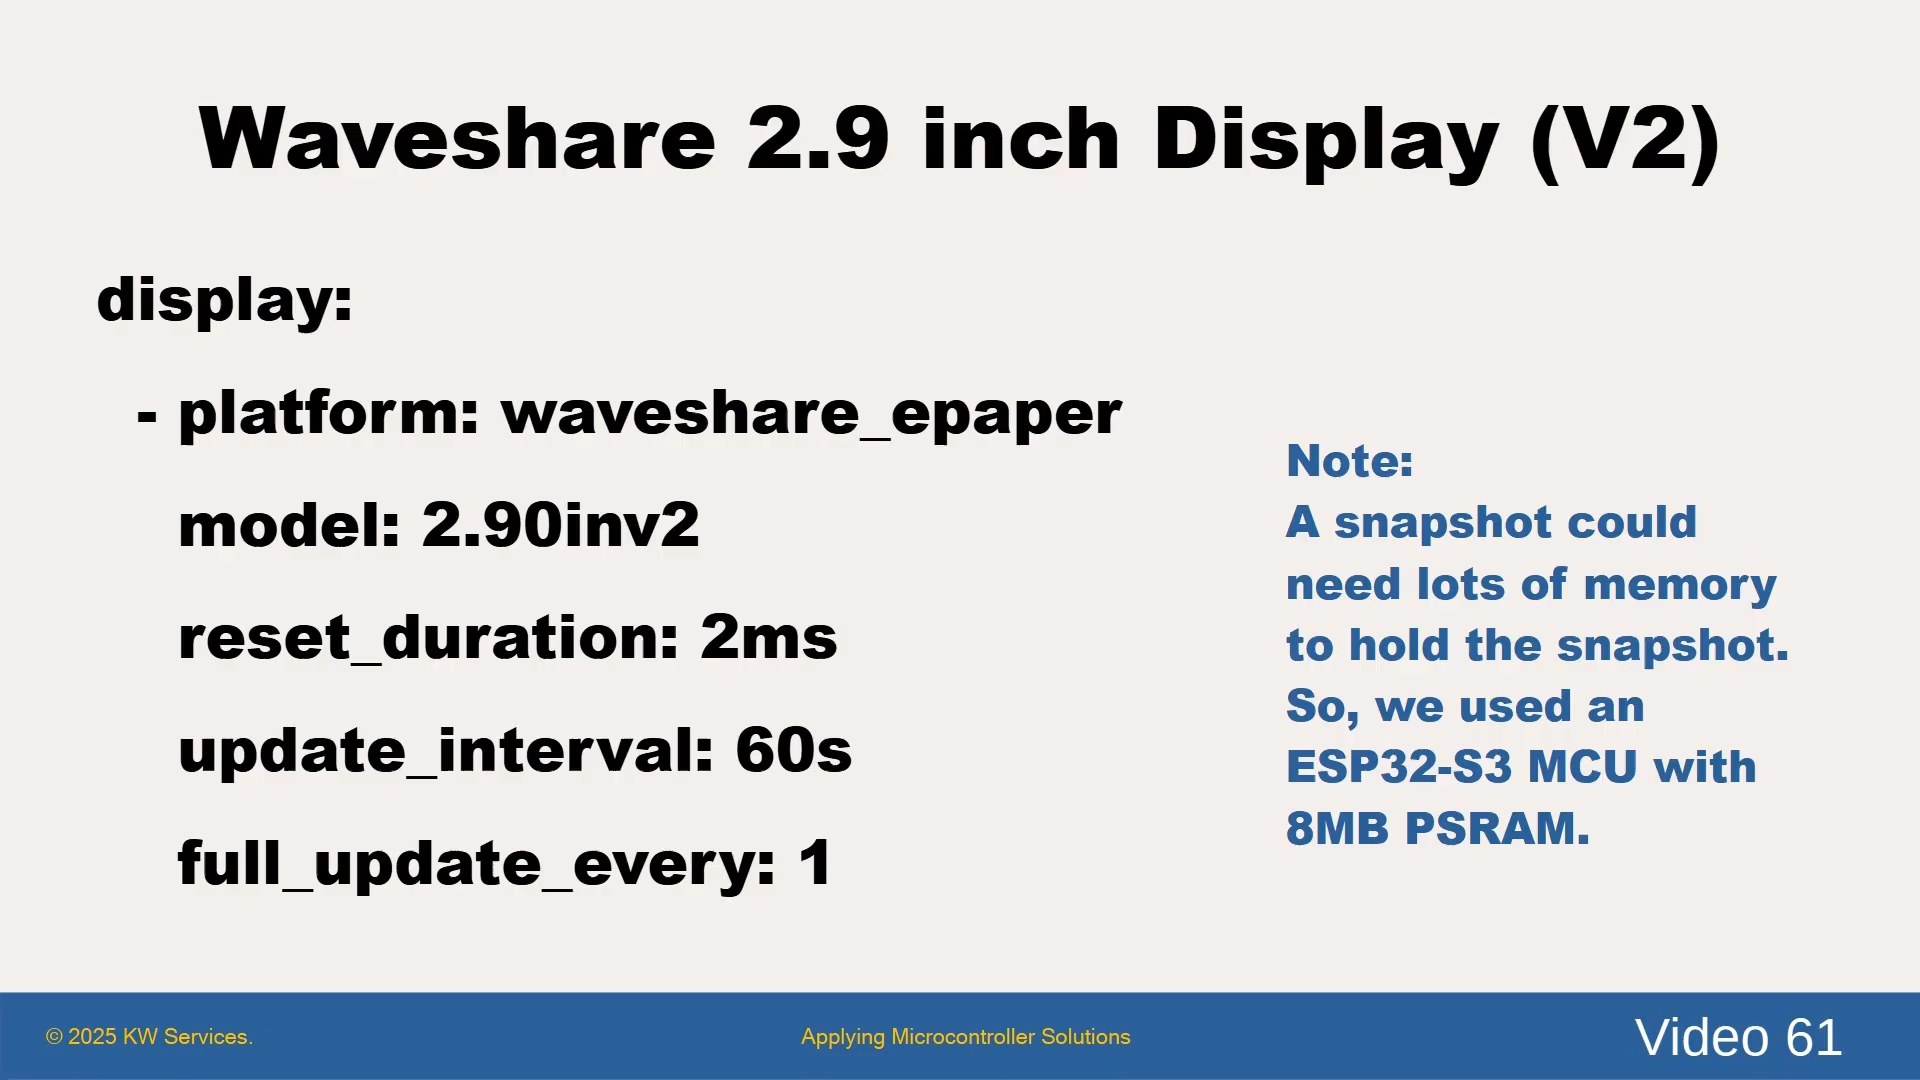 Waveshare 2.9 inch Display (V2)
display:
- platform: waveshare_epaper
model: 2.90inv2
reset_duration: 2ms
update_interval: 60s
full_update_every: 1
Note:
A snapshot could
need lots of memory
to hold the snapshot.
So, we used an
ESP32-S3 MCU with
8MB PSRAM.
© 2025 KW Services.
Applying Microcontroller Solutions
Video 61